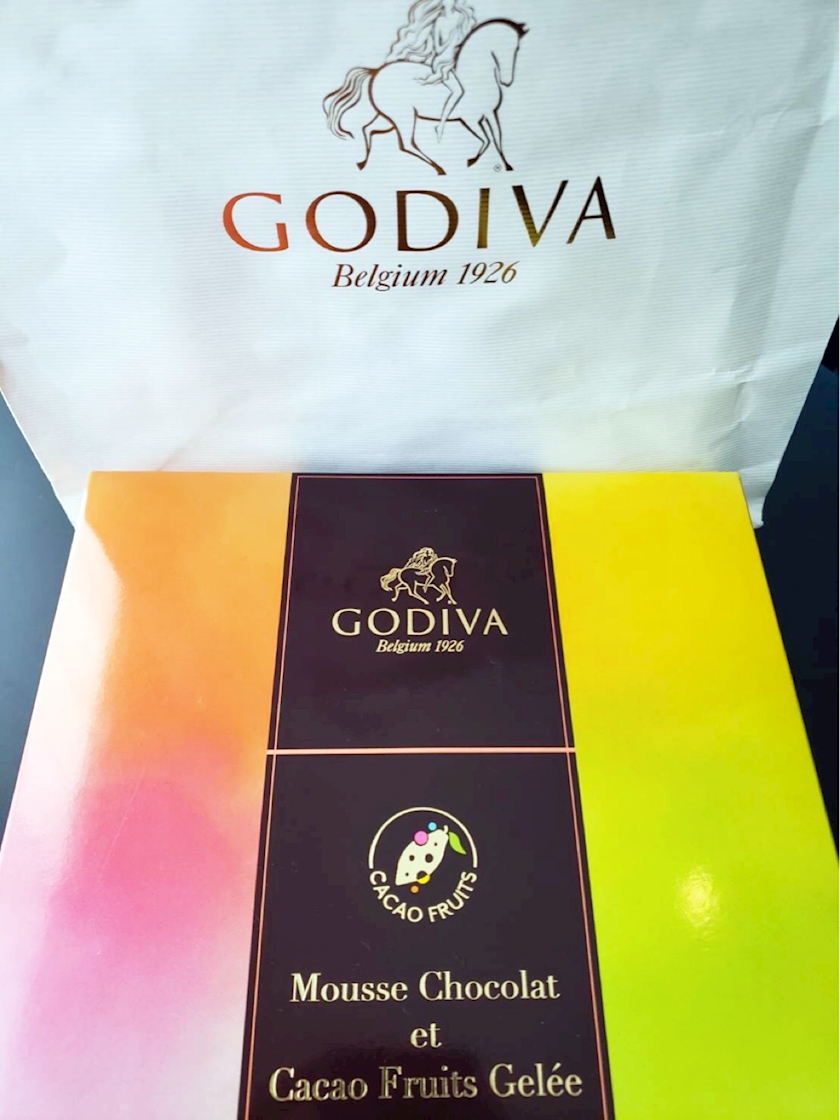 GODIVA
Belgium 1926
GODIVA
Belgium 1926
CACAO FRUITS
Mousse Chocolat
et
Cacao Fruits Gelée